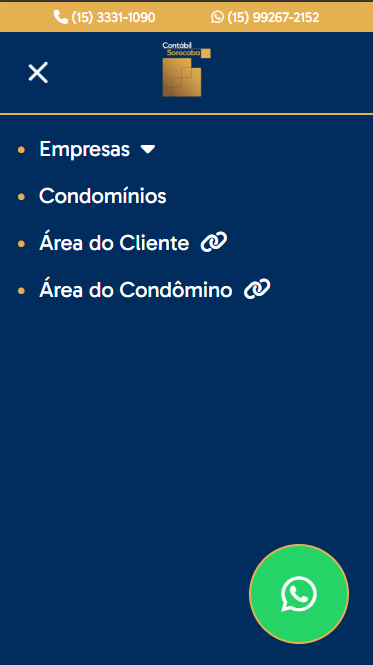 (15) 3331-1090 (15) 99267-2152
Contábil
Sorocaba
Empresas
Condomínios
Área do Cliente
Área do Condômino